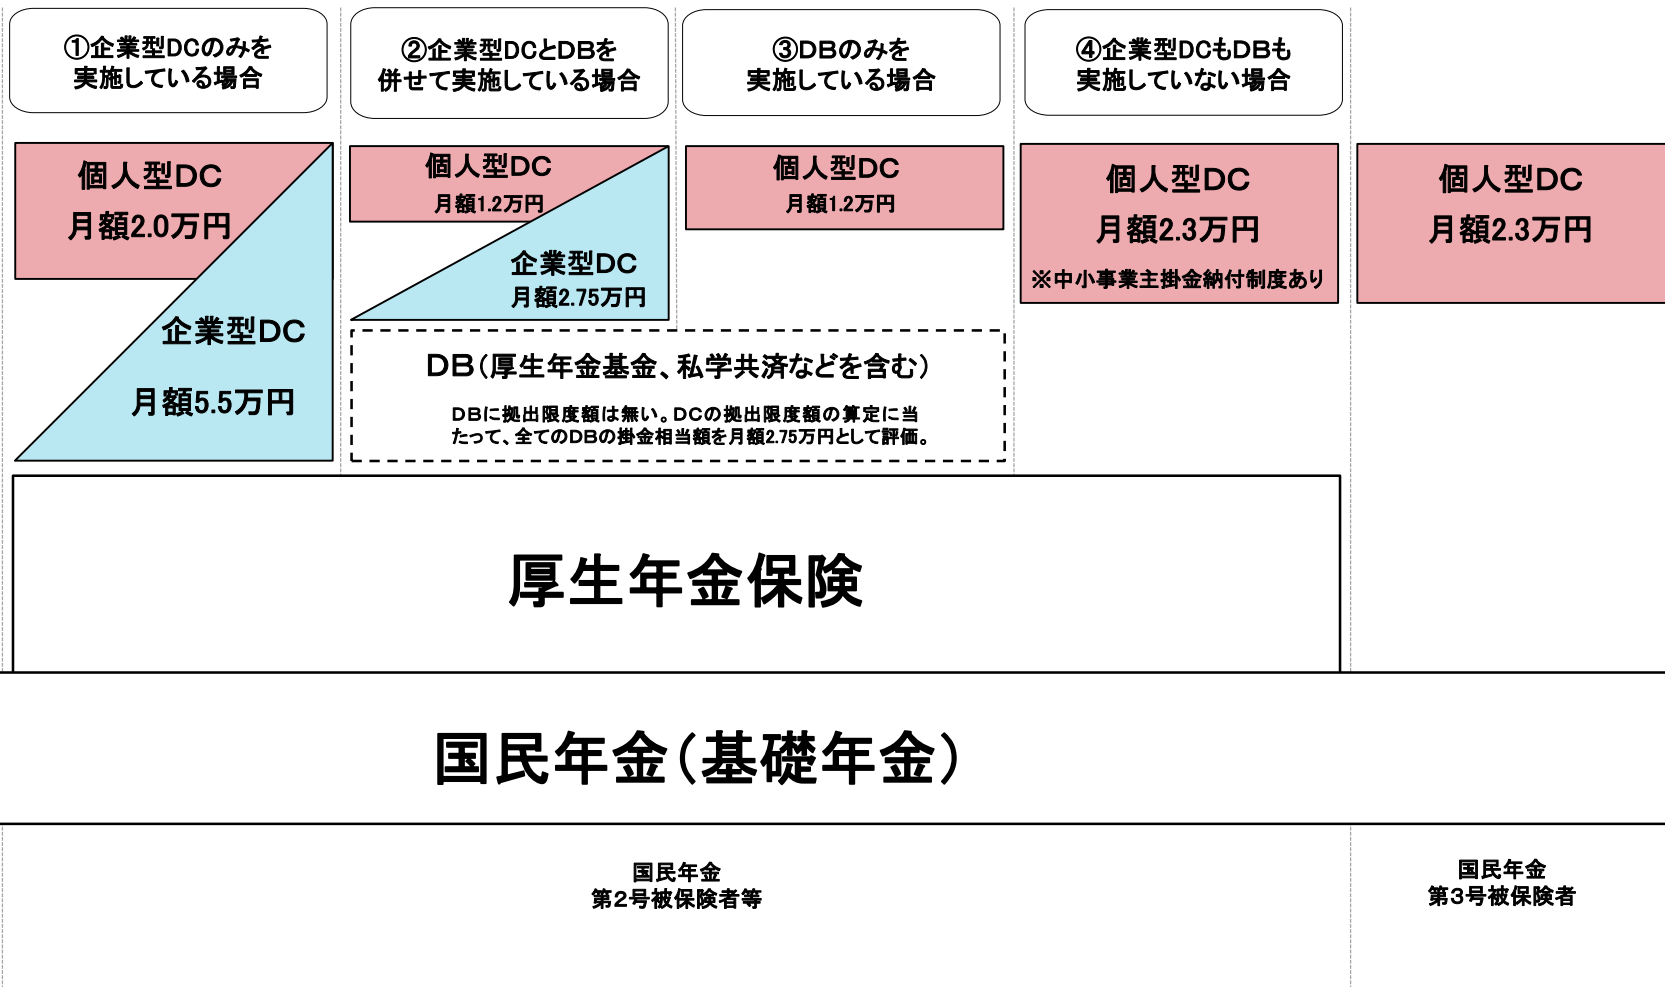 ①企業型DCのみを
実施している場合
②企業型DCとDBを
併せて実施している場合
③DBのみを
実施している場合
④企業型DCもDBも
実施していない場合
個人型DC
月額2.0万円
企業型DC
月額5.5万円
個人型DC
月額1.2万円
企業型DC
月額2.75万円
個人型DC
月額1.2万円
個人型DC
月額2.3万円
※中小事業主掛金納付制度あり
個人型DC
月額2.3万円
DB(厚生年金基金、私学共済などを含む)
DBに拠出限度額は無い。DCの拠出限度額の算定に当
たって、全てのDBの掛金相当額を月額2.75万円として評価。
厚生年金保険
国民年金(基礎年金)
国民年金
第2号被保険者等
国民年金
第3号被保険者